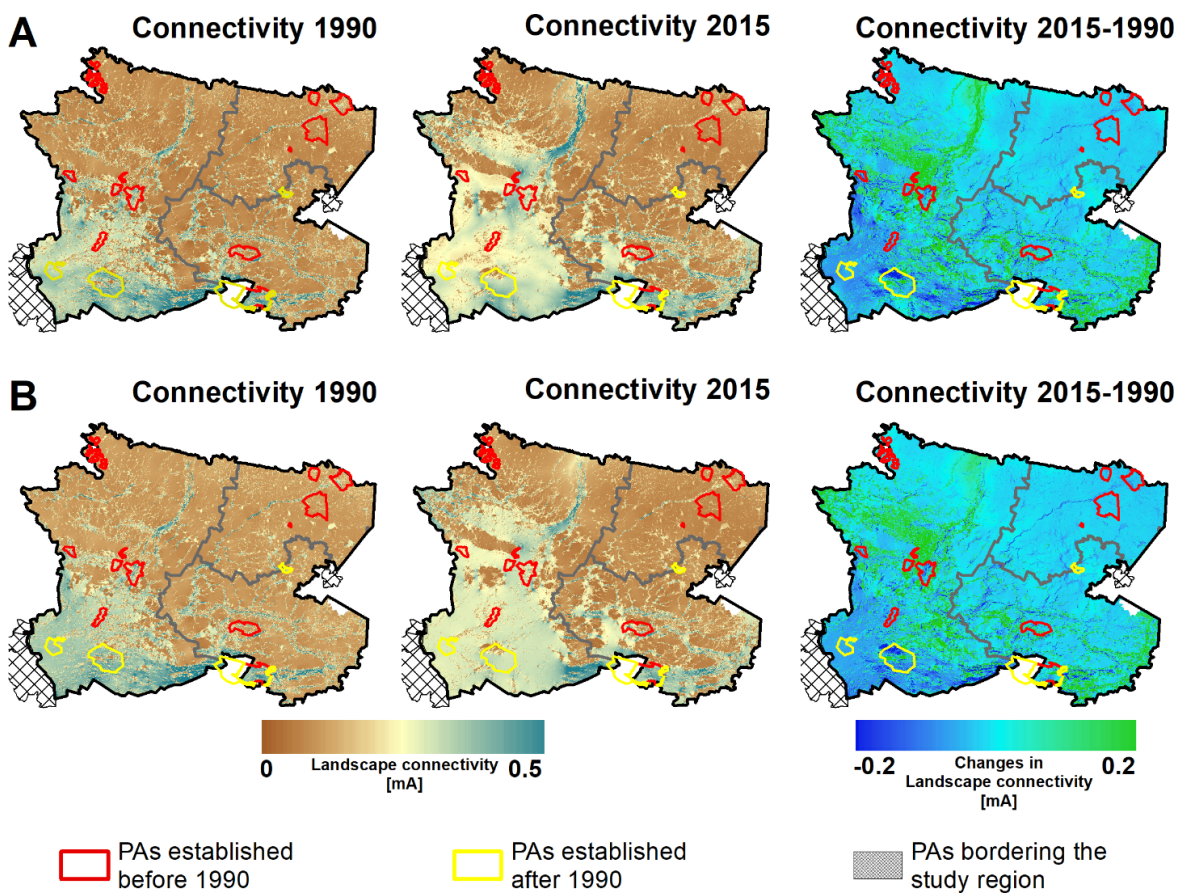 A
Connectivity 1990
Connectivity 2015
Connectivity 2015-1990
B
Connectivity 1990
Connectivity 2015
Connectivity 2015-1990
0
Landscape connectivity
[mA]
0.5
-0.2
Changes in
Landscape connectivity
[mA]
0.2
PAs established
before 1990
PAs established
after 1990
PAs bordering the
study region